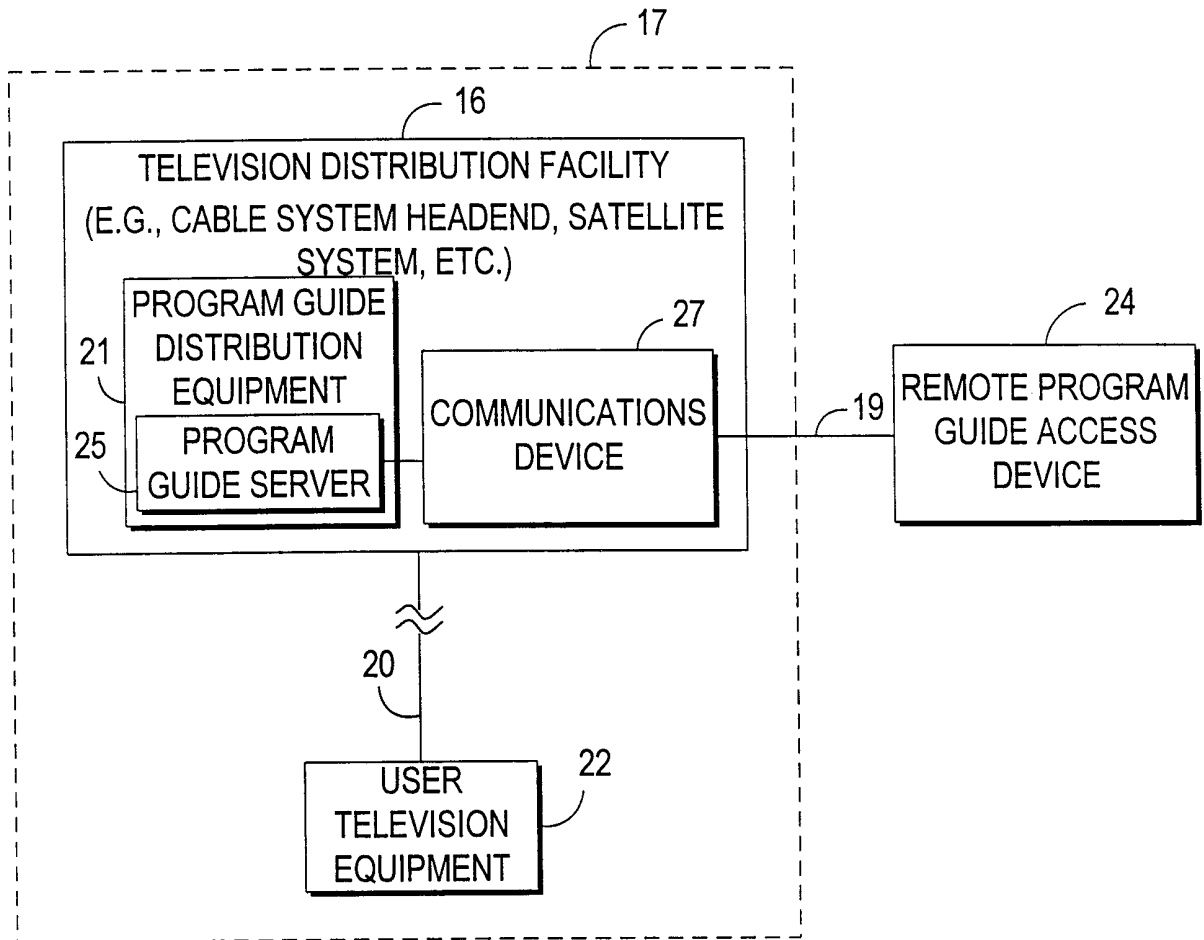 17
16
TELEVISION DISTRIBUTION FACILITY
(E.G., CABLE SYSTEM HEADEND, SATELLITE
SYSTEM, ETC.)
PROGRAM GUIDE
DISTRIBUTION
EQUIPMENT
21
25
PROGRAM
GUIDE SERVER
27
COMMUNICATIONS
DEVICE
19
24
REMOTE PROGRAM
GUIDE ACCESS
DEVICE
20
22
USER
TELEVISION
EQUIPMENT